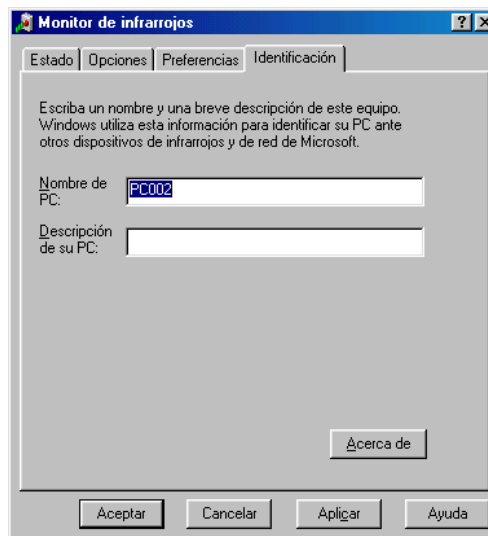 Monitor de infrarrojos
Estado Opciones Preferencias Identificación
Escriba un nombre y una breve descripción de este equipo.
Windows utiliza esta información para identificar su PC ante
otros dispositivos de infrarrojos y de red de Microsoft.
Nombre de
PC:
PC002
Descripción
de su PC:
Acerca de
Aceptar Cancelar Aplicar Ayuda